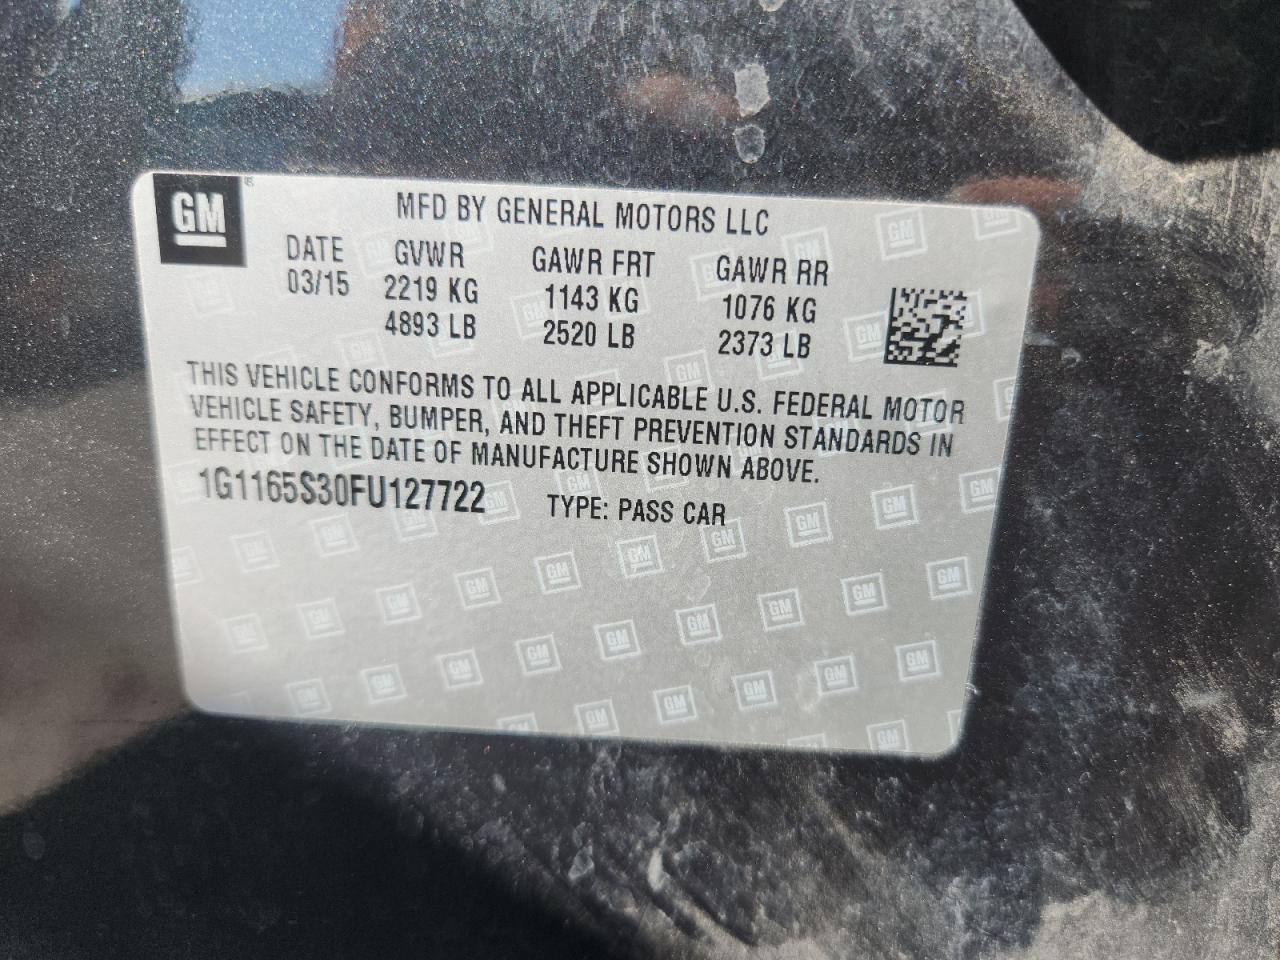 GM
MFD BY GENERAL MOTORS LLC
DATE GVWR GAWR FRT GAWR RR
03/15 2219 KG 1143 KG 1076 KG
4893 LB 2520 LB 2373 LB
THIS VEHICLE CONFORMS TO ALL APPLICABLE U.S. FEDERAL MOTOR
VEHICLE SAFETY, BUMPER, AND THEFT PREVENTION STANDARDS IN
EFFECT ON THE DATE OF MANUFACTURE SHOWN ABOVE.
1G1165S30FU127722 TYPE: PASS CAR